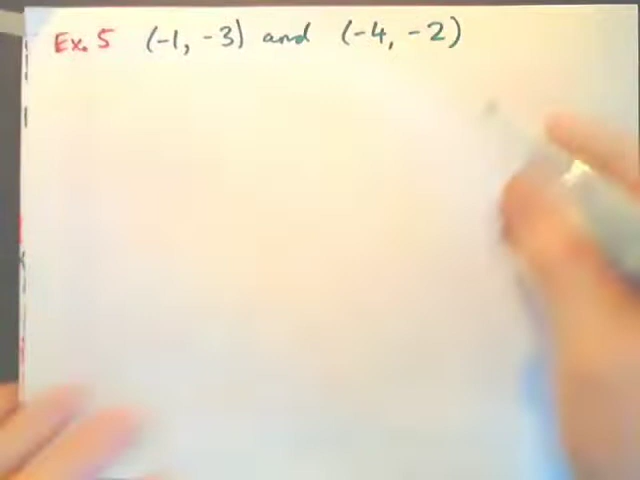 Ex. 5 (-1, -3) and (-4, -2)